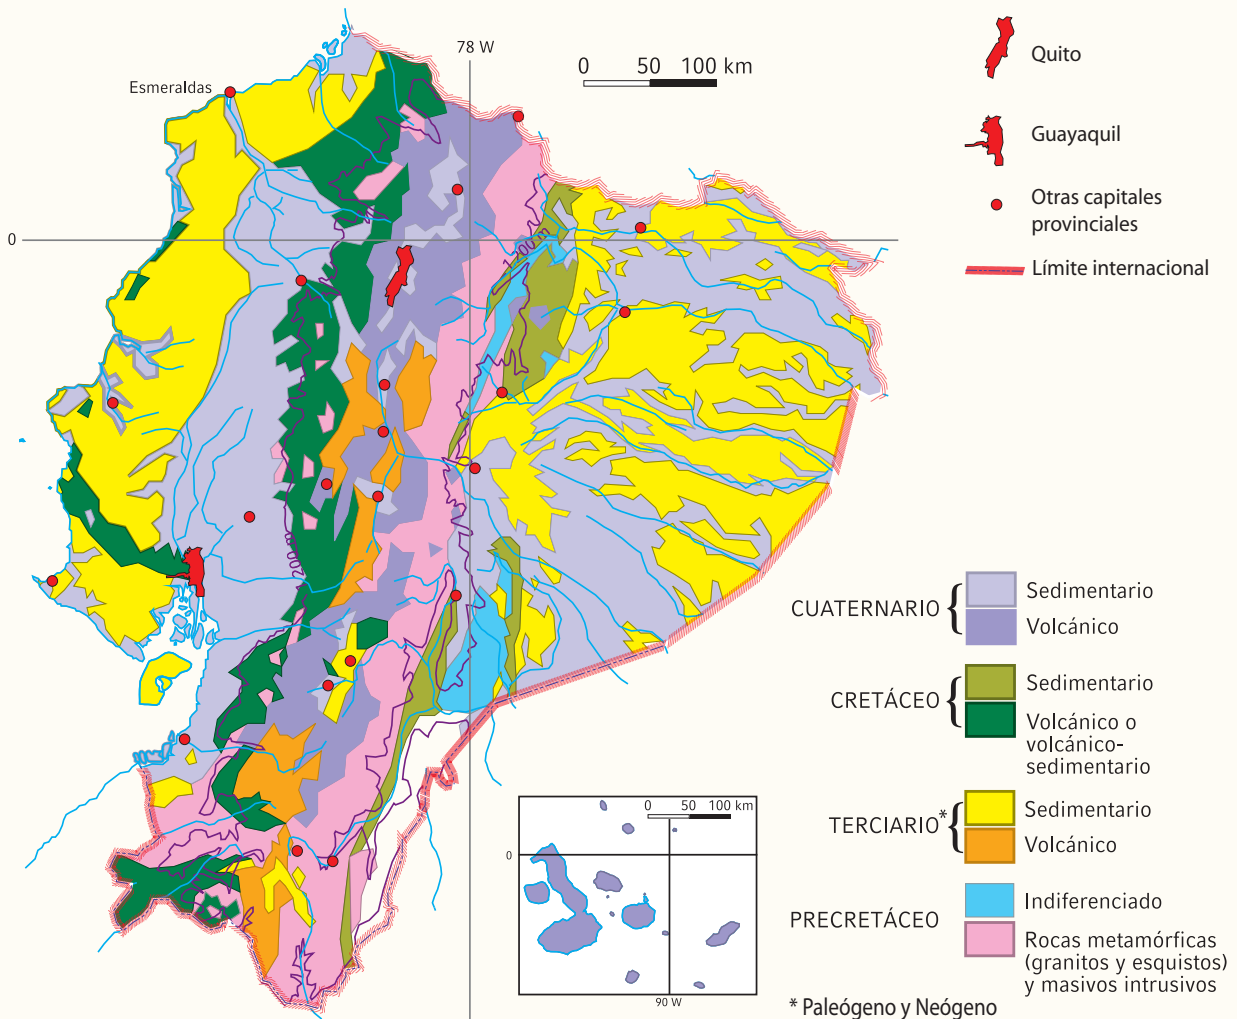 78 W
0 50 100 km
Esmeraldas
0
200 m
200 m
Quito
Guayaquil
Otras capitales
provinciales
Límite internacional
CUATERNARIO
Sedimentario
Volcánico
CRETÁCEO
Sedimentario
Volcánico o
volcánico-
sedimentario
TERCIARIO*
Sedimentario
Volcánico
PRECRETÁCEO
Indiferenciado
Rocas metamórficas
(granitos y esquistos)
y masivos intrusivos
* Paleógeno y Neógeno
0 50 100 km
0
90 W